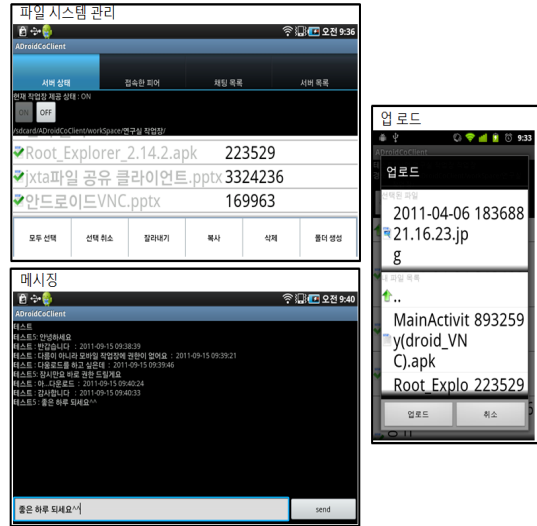 파일 시스템 관리
오전 9:36
ADroidCoClient
서버 상태 접속한 피어 채팅 목록 서버 목록
현재 작업장 제공 상태 : ON
ON OFF
/sdcard/ADroidCoClient/workSpace/연구실 작업장/
Root_Explorer_2.14.2.apk 223529
jxta파일 공유 클라이언트.pptx 3324236
안드로이드VNC.pptx 169963
모두 선택 선택 취소 잘라내기 복사 삭제 폴더 생성
메시징
오전 9:40
ADroidCoClient
테스트
테스트5: 안녕하세요
테스트 : 반갑습니다 : 2011-09-15 09:38:39
테스트 : 다름이 아니라 모바일 작업장에 권한이 없어요 : 2011-09-15 09:39:21
테스트 : 다운로드를 하고 싶은데 : 2011-09-15 09:39:46
테스트5: 잠시만요 바로 권한 드릴게요
테스트 : 아...다운로드 : 2011-09-15 09:40:24
테스트 : 감사합니다 : 2011-09-15 09:40:33
테스트5 : 좋은 하루 되세요^^
좋은 하루 되세요^^ send
업 로드
9:33
ADroidCoClient
업로드
선택된 파일
2011-04-06 183688
21.16.23.jp
g
내 파일 목록
..
MainActivit 893259
y(droid_VN
C).apk
Root_Explo 223529
업로드 취소